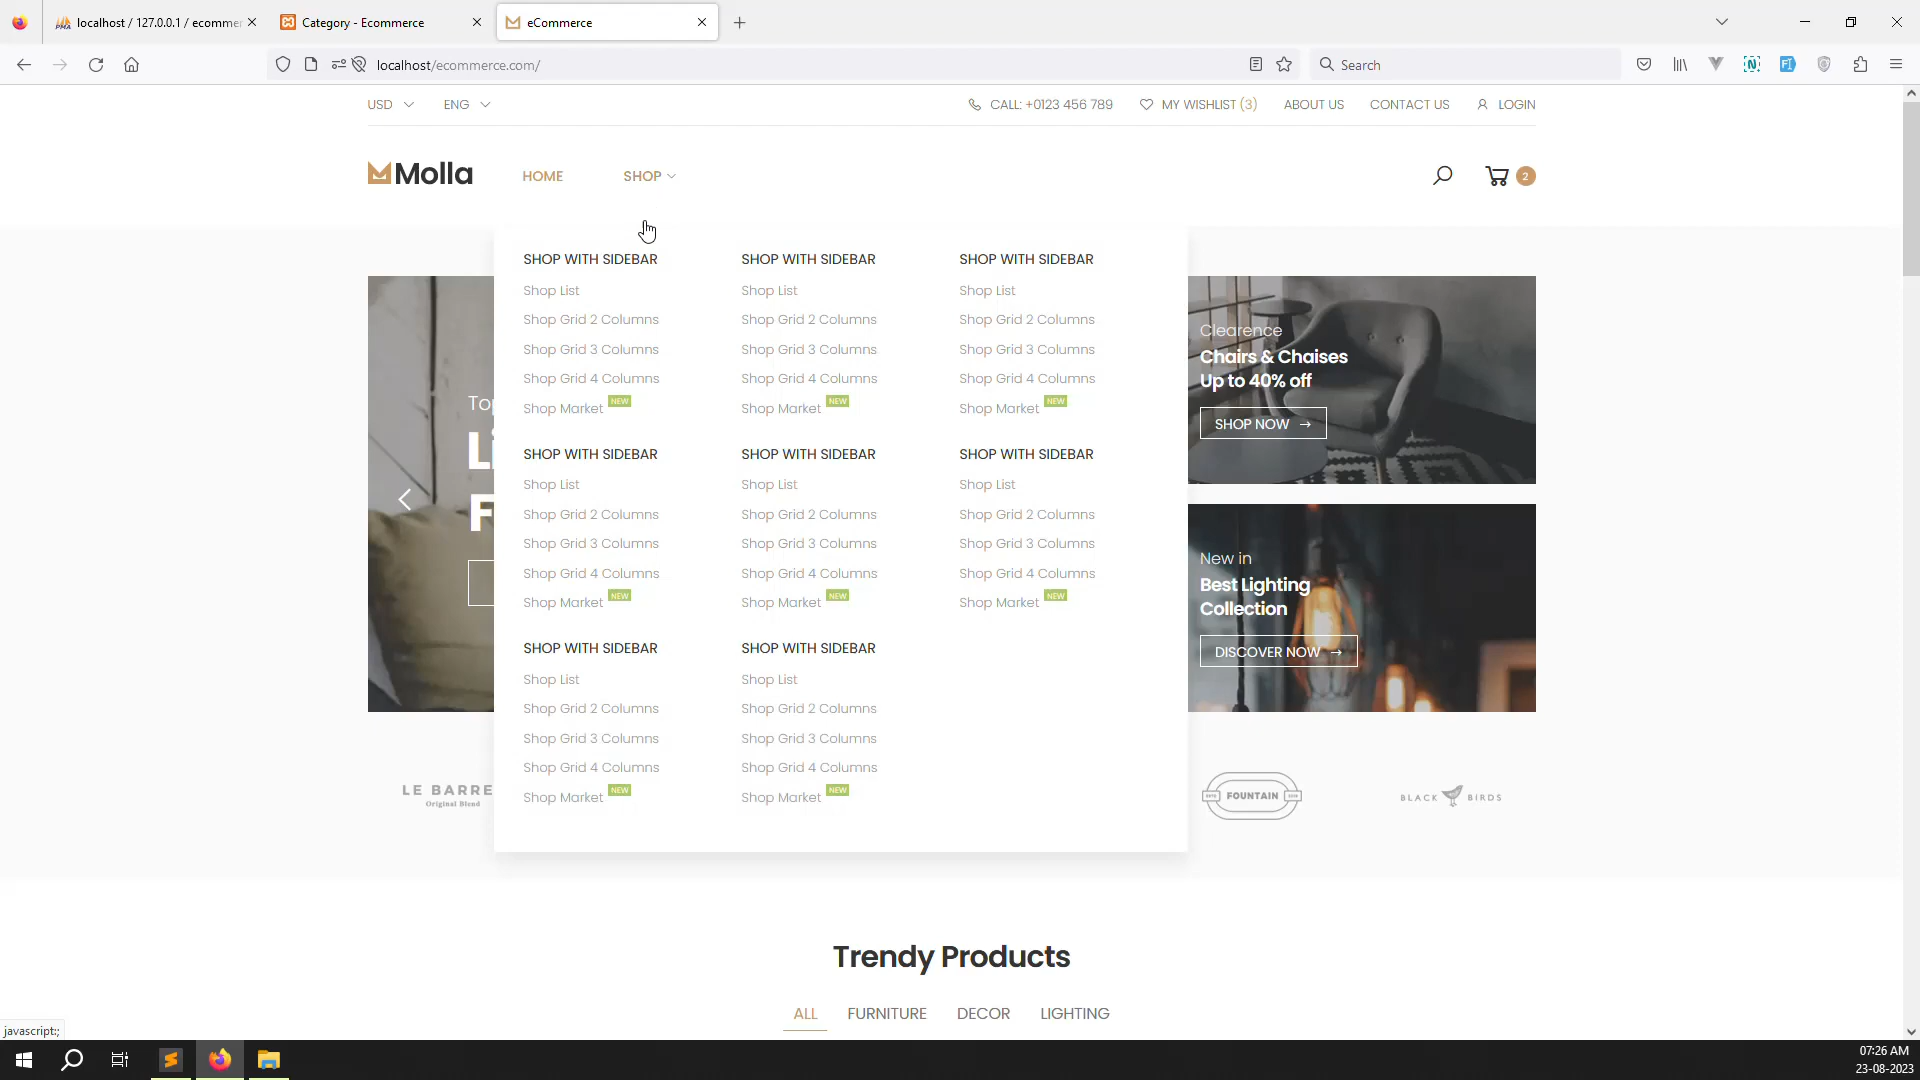 localhost / 127.0.0.1 / ecomme
Category - Ecommerce
eCommerce
localhost/ecommerce.com/
Search
USD
ENG
CALL: +0123 456 789
MY WISHLIST (3)
ABOUT US
CONTACT US
LOGIN
Molla
HOME
SHOP
2
SHOP WITH SIDEBAR
Shop List
Shop Grid 2 Columns
Shop Grid 3 Columns
Shop Grid 4 Columns
Shop Market NEW
SHOP WITH SIDEBAR
Shop List
Shop Grid 2 Columns
Shop Grid 3 Columns
Shop Grid 4 Columns
Shop Market NEW
SHOP WITH SIDEBAR
Shop List
Shop Grid 2 Columns
Shop Grid 3 Columns
Shop Grid 4 Columns
Shop Market NEW
SHOP WITH SIDEBAR
Shop List
Shop Grid 2 Columns
Shop Grid 3 Columns
Shop Grid 4 Columns
Shop Market NEW
SHOP WITH SIDEBAR
Shop List
Shop Grid 2 Columns
Shop Grid 3 Columns
Shop Grid 4 Columns
Shop Market NEW
SHOP WITH SIDEBAR
Shop List
Shop Grid 2 Columns
Shop Grid 3 Columns
Shop Grid 4 Columns
Shop Market NEW
SHOP WITH SIDEBAR
Shop List
Shop Grid 2 Columns
Shop Grid 3 Columns
Shop Grid 4 Columns
Shop Market NEW
SHOP WITH SIDEBAR
Shop List
Shop Grid 2 Columns
Shop Grid 3 Columns
Shop Grid 4 Columns
Shop Market NEW
Clearence
Chairs & Chaises
Up to 40% off
SHOP NOW →
New in
Best Lighting
Collection
DISCOVER NOW →
LE BARRE
Original Blend
FOUNTAIN
BLACK BIRDS
Trendy Products
ALL
FURNITURE
DECOR
LIGHTING
javascript:;
07:26 AM
23-08-2023